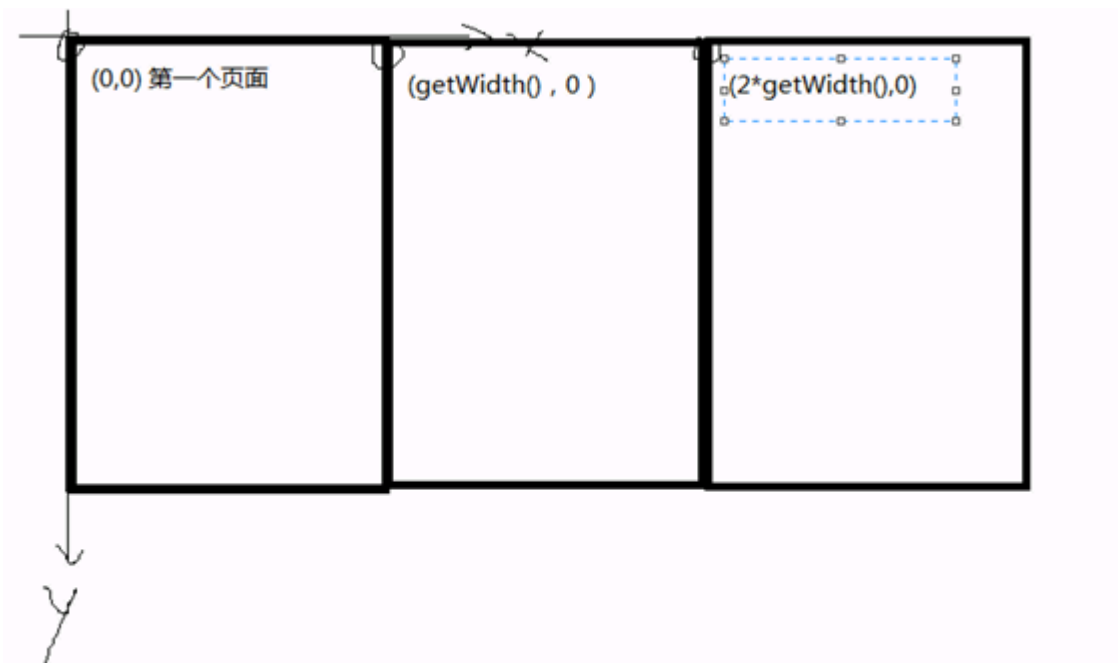 (0,0) 第一个页面
(getWidth() , 0 )
(2*getWidth(),0)
x
y